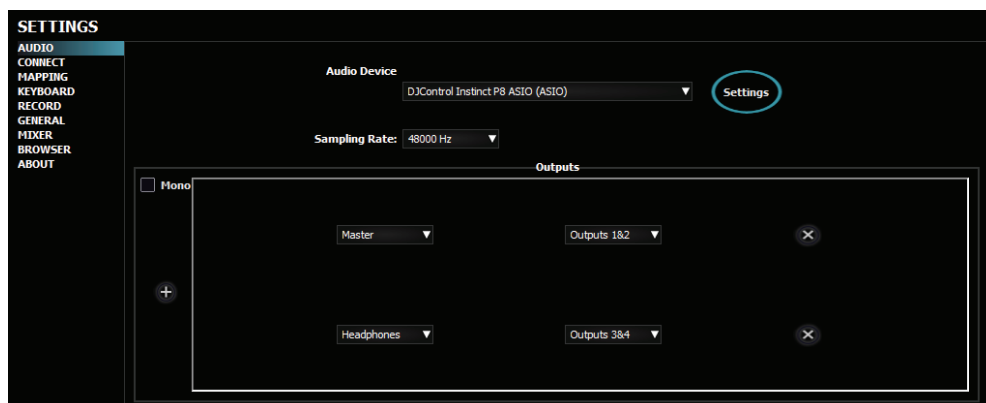 SETTINGS
AUDIO
CONNECT
MAPPING
KEYBOARD
RECORD
GENERAL
MIXER
BROWSER
ABOUT
Audio Device
DJControl Instinct P8 ASIO (ASIO)
Settings
Sampling Rate: 48000 Hz
Outputs
Mono
Master Outputs 1&2
Headphones Outputs 3&4